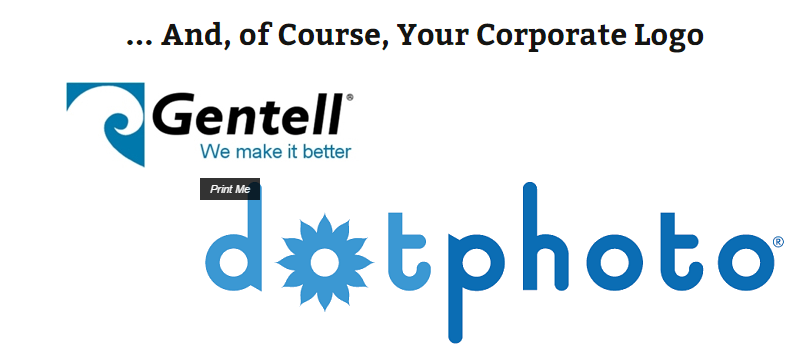 ... And, of Course, Your Corporate Logo
Gentell®
We make it better
Print Me
dotphoto®